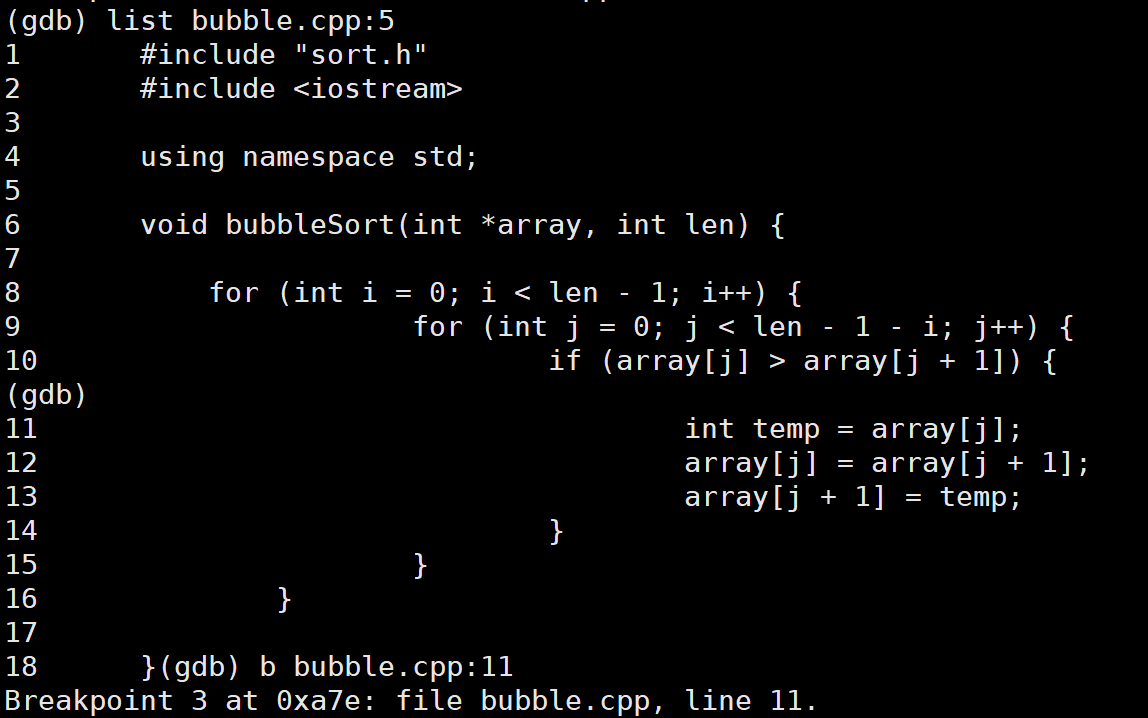 (gdb) list bubble.cpp:5
1       #include "sort.h"
2       #include <iostream>
3
4       using namespace std;
5
6       void bubbleSort(int *array, int len) {
7
8           for (int i = 0; i < len - 1; i++) {
9                       for (int j = 0; j < len - 1 - i; j++) {
10                              if (array[j] > array[j + 1]) {
(gdb)
11                                      int temp = array[j];
12                                      array[j] = array[j + 1];
13                                      array[j + 1] = temp;
14                              }
15                      }
16              }
17
18      }(gdb) b bubble.cpp:11
Breakpoint 3 at 0xa7e: file bubble.cpp, line 11.